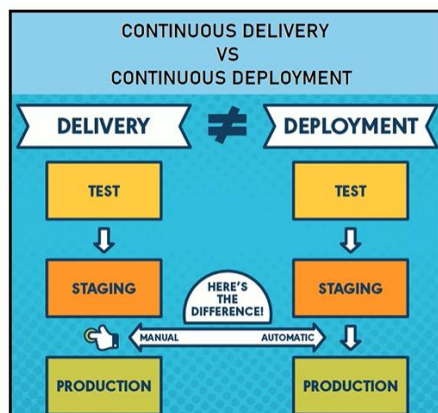 CONTINUOUS DELIVERY
VS
CONTINUOUS DEPLOYMENT
DELIVERY ≠ DEPLOYMENT
TEST
TEST
STAGING
HERE'S
THE
DIFFERENCE!
STAGING
MANUAL
AUTOMATIC
PRODUCTION
PRODUCTION